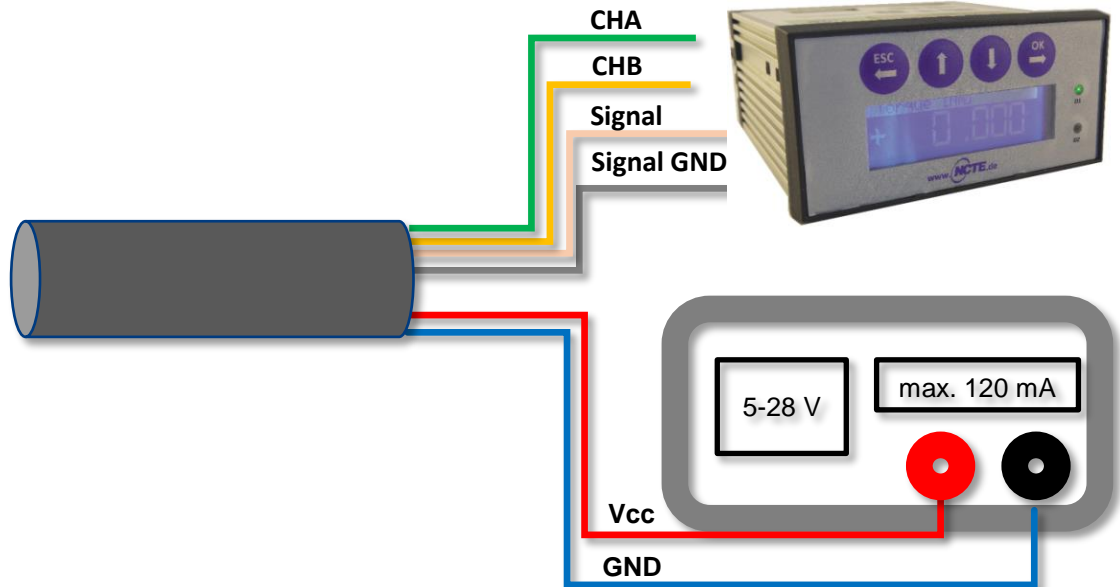 CHA
CHB
Signal
Signal GND
ESC
OK
+ 0.000
www.NCTE.de
5-28 V
max. 120 mA
Vcc
GND